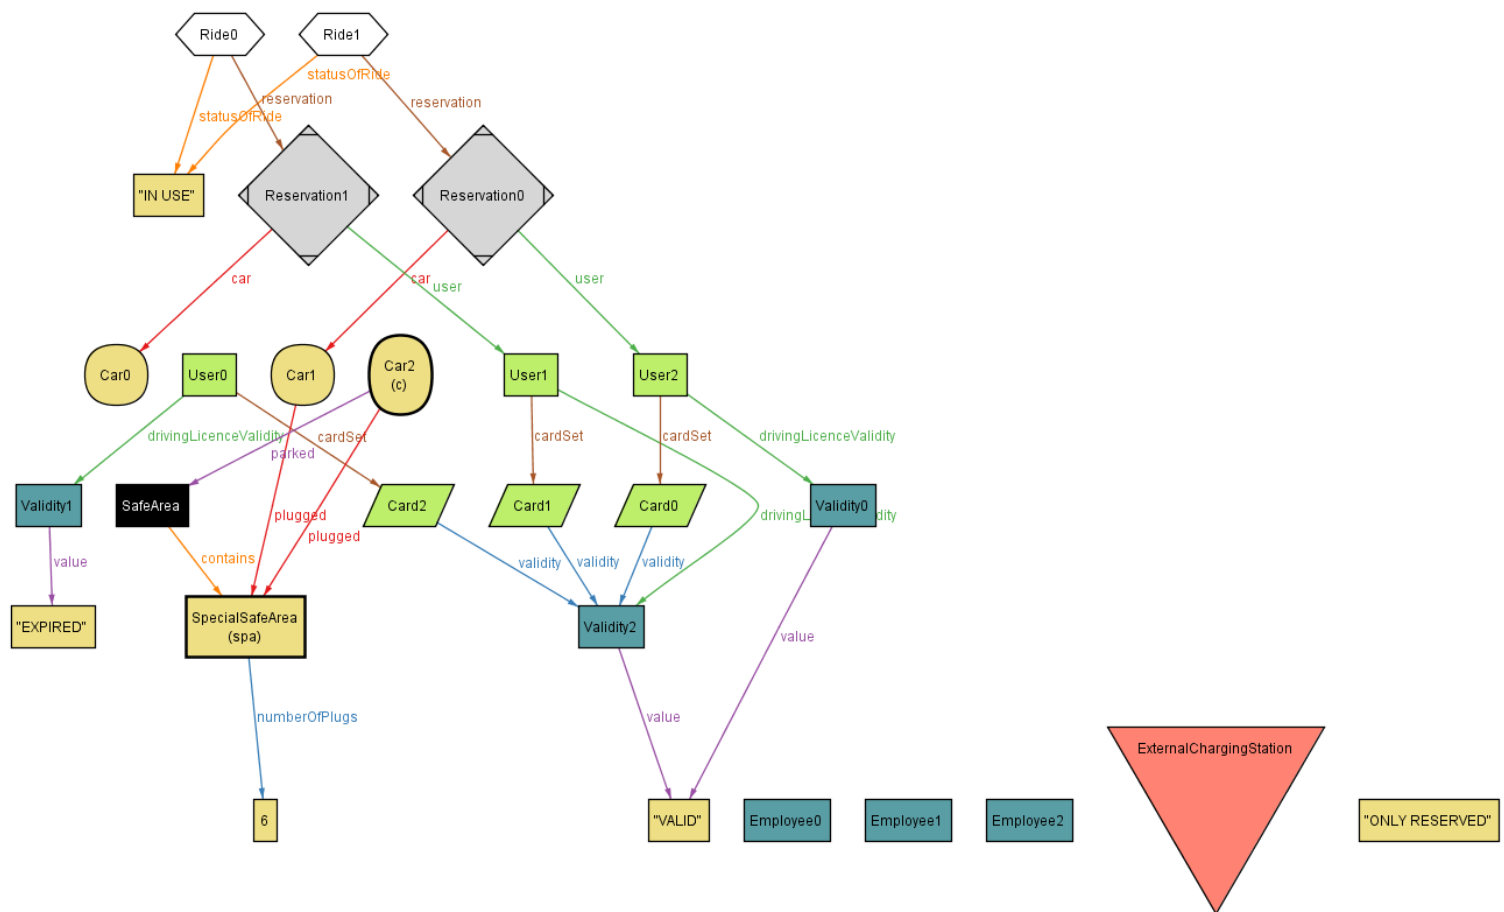 Ride0
Ride1
statusOfRide
reservation
reservation
statusOfRide
"IN USE"
Reservation1
Reservation0
car
car
user
user
Car0
User0
Car1
Car2
(c)
User1
User2
drivingLicenceValidity
cardSet
parked
cardSet
cardSet
drivingLicenceValidity
Validity1
SafeArea
plugged
plugged
Card2
Card1
Card0
Validity0
value
contains
validity
validity
validity
"EXPIRED"
SpecialSafeArea
(spa)
Validity2
value
numberOfPlugs
value
6
"VALID"
Employee0
Employee1
Employee2
ExternalChargingStation
"ONLY RESERVED"